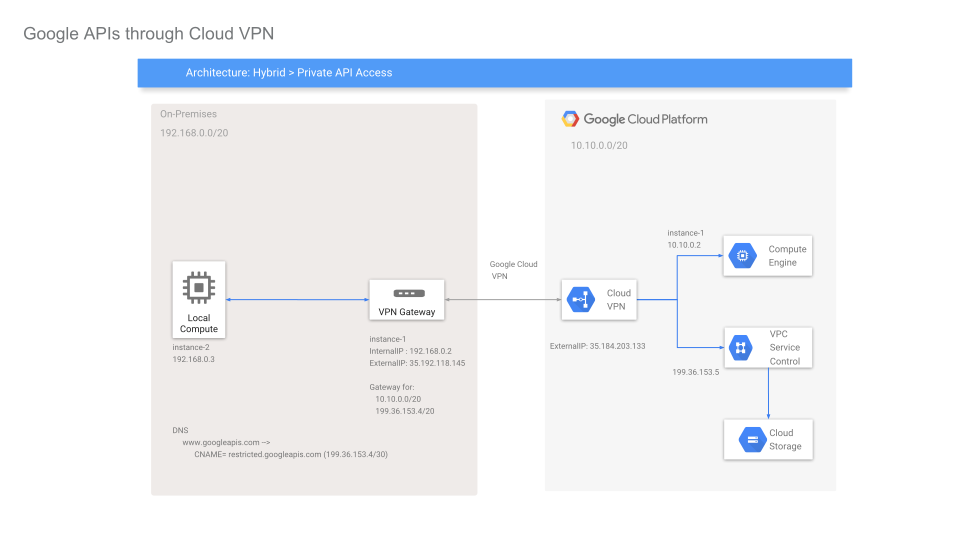 Google APIs through Cloud VPN
Architecture: Hybrid > Private API Access
On-Premises
192.168.0.0/20
Local
Compute
instance-2
192.168.0.3
VPN Gateway
instance-1
InternalIP : 192.168.0.2
ExternalIP: 35.192.118.145
Gateway for:
10.10.0.0/20
199.36.153.4/20
DNS
www.googleapis.com -->
CNAME= restricted.googleapis.com (199.36.153.4/30)
Google Cloud
VPN
Google Cloud Platform
10.10.0.0/20
Cloud
VPN
ExternalIP: 35.184.203.133
instance-1
10.10.0.2
Compute
Engine
VPC
Service
Control
199.36.153.5
Cloud
Storage